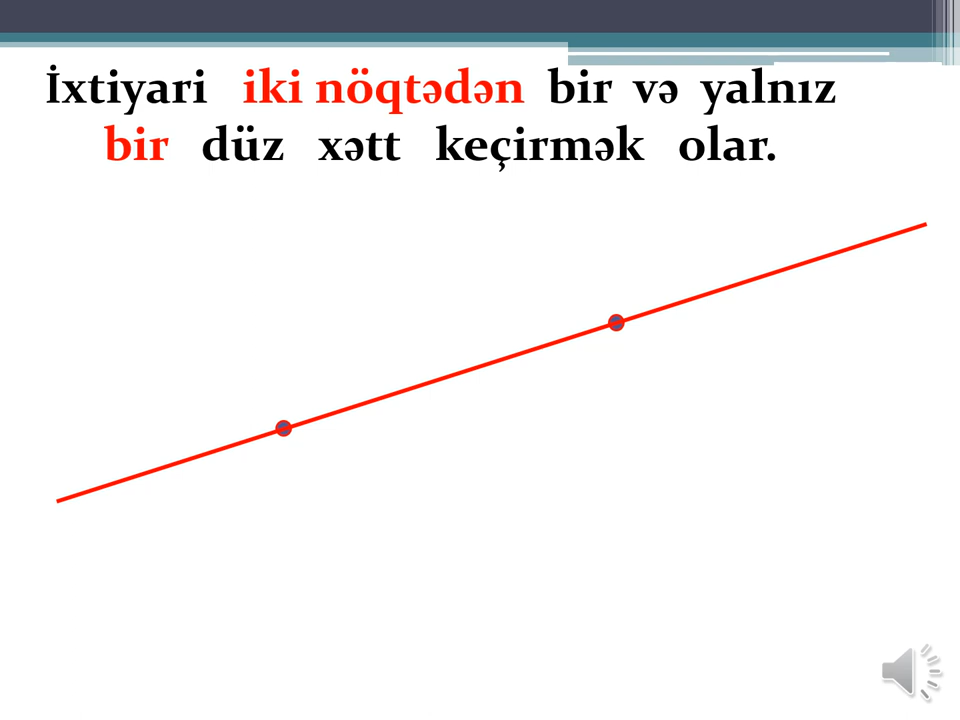 İxtiyari iki nöqtədən bir və yalnız
bir düz xətt keçirmək olar.